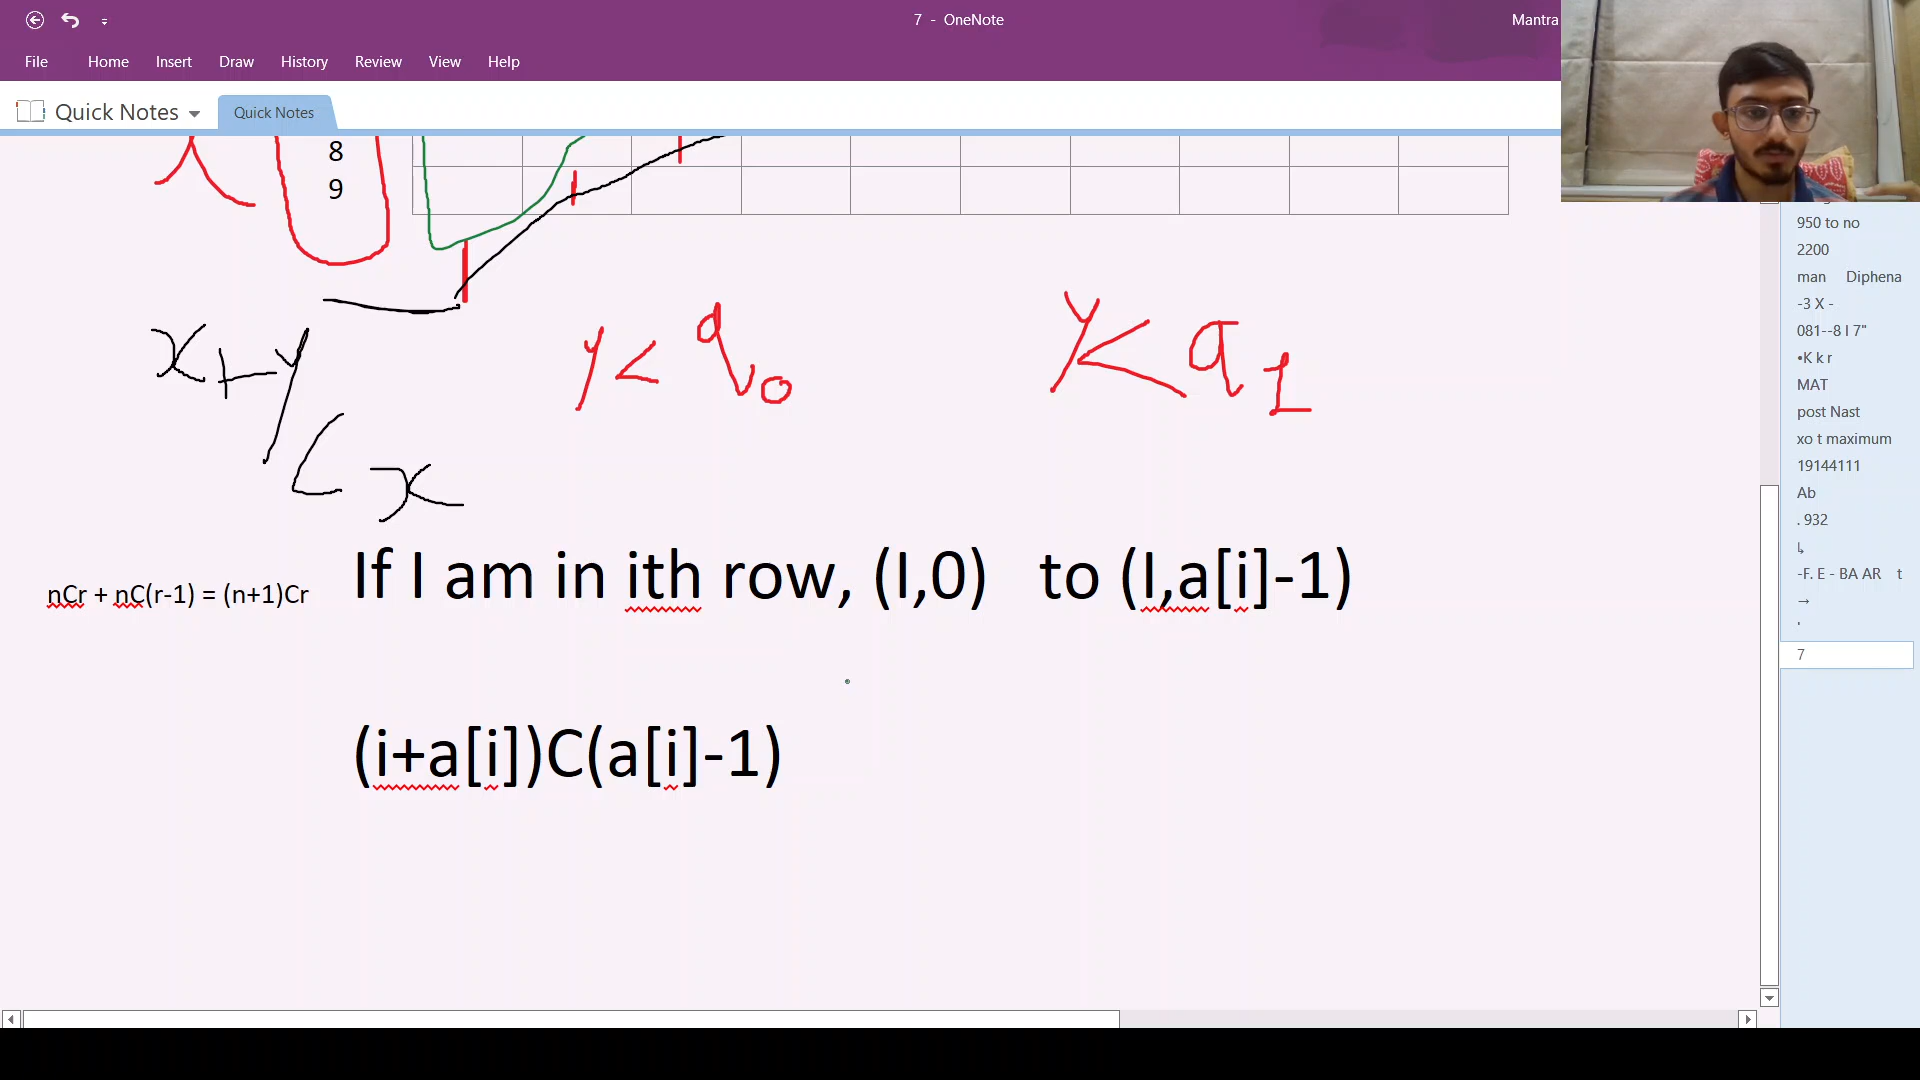 7 - OneNote
Mantra
File Home Insert Draw History Review View Help
Quick Notes
Quick Notes
8
9
x+y
< x
y < a0
y < a1
If I am in ith row, (I,0) to (I,a[i]-1)
nCr + nC(r-1) = (n+1)Cr
(i+a[i])C(a[i]-1)
950 to no
2200
man Diphena
-3 X -
081--8 I 7"
•K k r
MAT
post Nast
xo t maximum
19144111
Ab
. 932
↳
-F. E - BA AR t
→
'
7